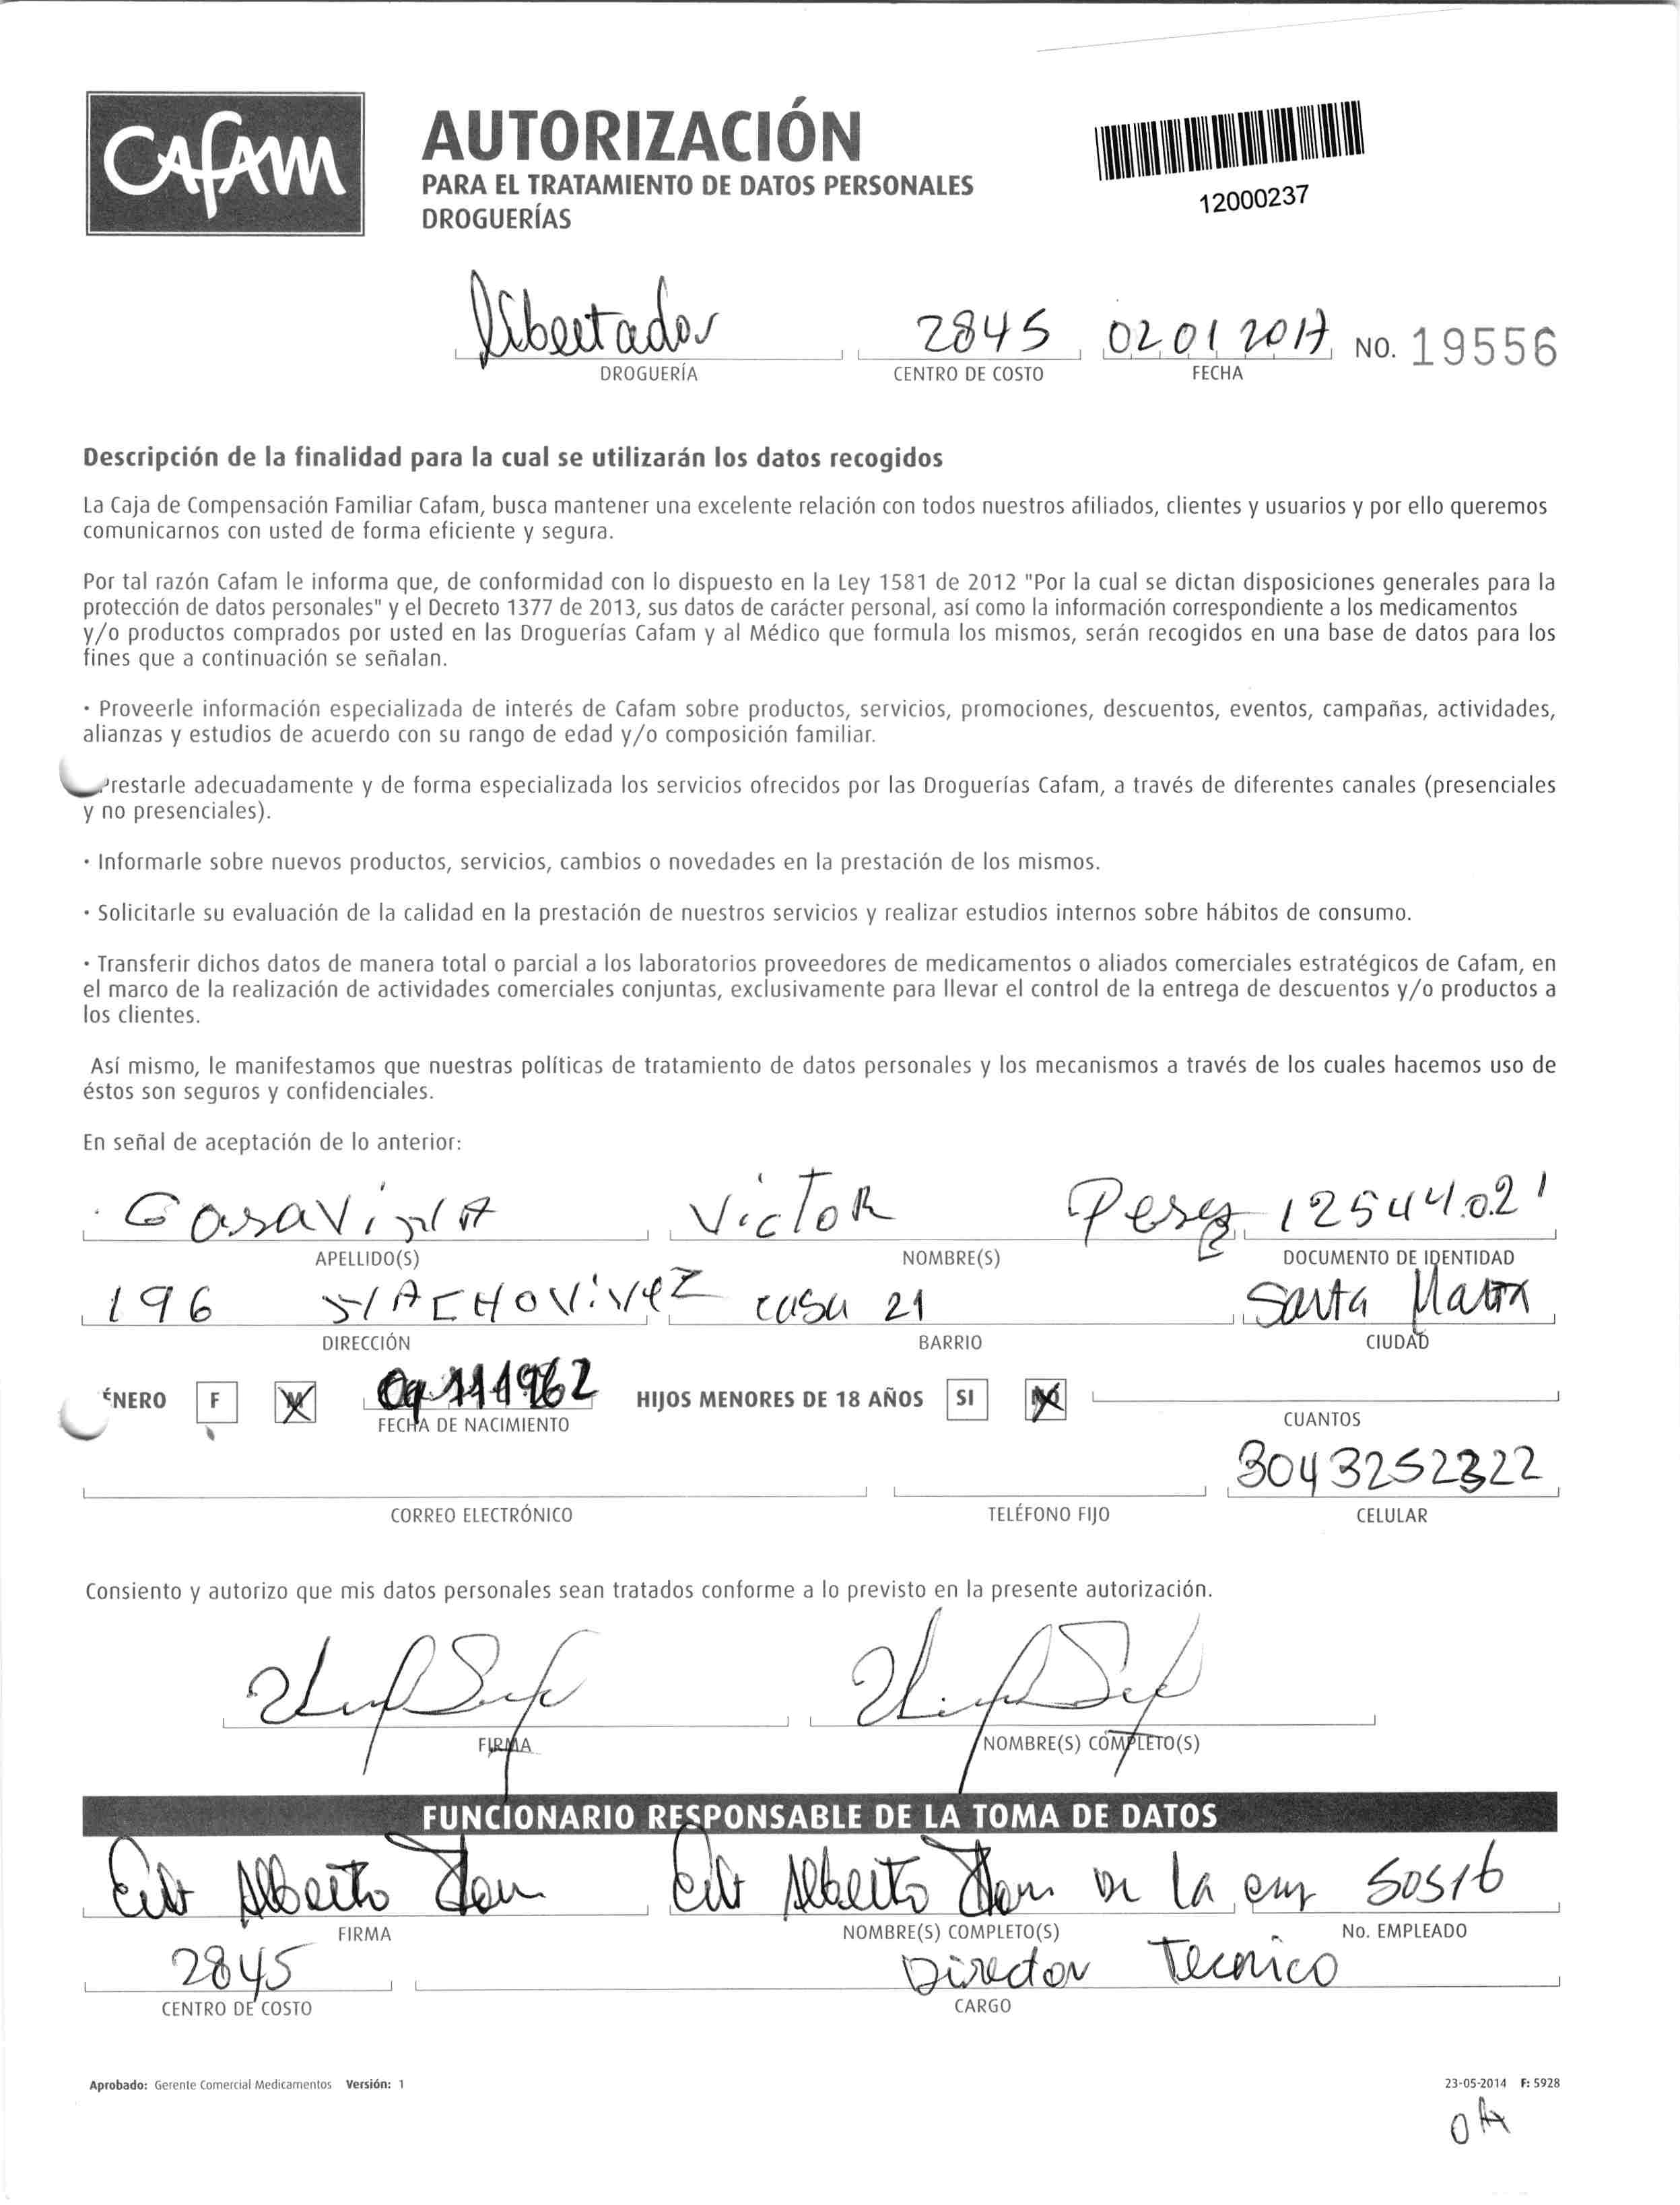 CAFAM
AUTORIZACIÓN
PARA EL TRATAMIENTO DE DATOS PERSONALES
DROGUERÍAS
12000237
Libertador 2845 02 01 2017 NO. 19556
DROGUERÍA CENTRO DE COSTO FECHA
Descripción de la finalidad para la cual se utilizarán los datos recogidos
La Caja de Compensación Familiar Cafam, busca mantener una excelente relación con todos nuestros afiliados, clientes y usuarios y por ello queremos
comunicarnos con usted de forma eficiente y segura.
Por tal razón Cafam le informa que, de conformidad con lo dispuesto en la Ley 1581 de 2012 "Por la cual se dictan disposiciones generales para la
protección de datos personales" y el Decreto 1377 de 2013, sus datos de carácter personal, así como la información correspondiente a los medicamentos
y/o productos comprados por usted en las Droguerías Cafam y al Médico que formula los mismos, serán recogidos en una base de datos para los
fines que a continuación se señalan.
· Proveerle información especializada de interés de Cafam sobre productos, servicios, promociones, descuentos, eventos, campañas, actividades,
alianzas y estudios de acuerdo con su rango de edad y/o composición familiar.
Prestarle adecuadamente y de forma especializada los servicios ofrecidos por las Droguerías Cafam, a través de diferentes canales (presenciales
y no presenciales).
· Informarle sobre nuevos productos, servicios, cambios o novedades en la prestación de los mismos.
· Solicitarle su evaluación de la calidad en la prestación de nuestros servicios y realizar estudios internos sobre hábitos de consumo.
· Transferir dichos datos de manera total o parcial a los laboratorios proveedores de medicamentos o aliados comerciales estratégicos de Cafam, en
el marco de la realización de actividades comerciales conjuntas, exclusivamente para llevar el control de la entrega de descuentos y/o productos a
los clientes.
Así mismo, le manifestamos que nuestras políticas de tratamiento de datos personales y los mecanismos a través de los cuales hacemos uso de
éstos son seguros y confidenciales.
En señal de aceptación de lo anterior:
Victor Perez 12544.021
APELLIDO(S) NOMBRE(S) DOCUMENTO DE IDENTIDAD
196 casa 21 Santa Marta
DIRECCIÓN BARRIO CIUDAD
ÉNERO F M 09 11 1962 HIJOS MENORES DE 18 AÑOS SI NO
FECHA DE NACIMIENTO CUANTOS
3043252322
CORREO ELECTRÓNICO TELÉFONO FIJO CELULAR
Consiento y autorizo que mis datos personales sean tratados conforme a lo previsto en la presente autorización.
FIRMA NOMBRE(S) COMPLETO(S)
FUNCIONARIO RESPONSABLE DE LA TOMA DE DATOS
Alberto Alberto de la 50516
FIRMA NOMBRE(S) COMPLETO(S) No. EMPLEADO
2845 Director Tecnico
CENTRO DE COSTO CARGO
Aprobado: Gerente Comercial Medicamentos Versión: 1 23-05-2014 F: 5928